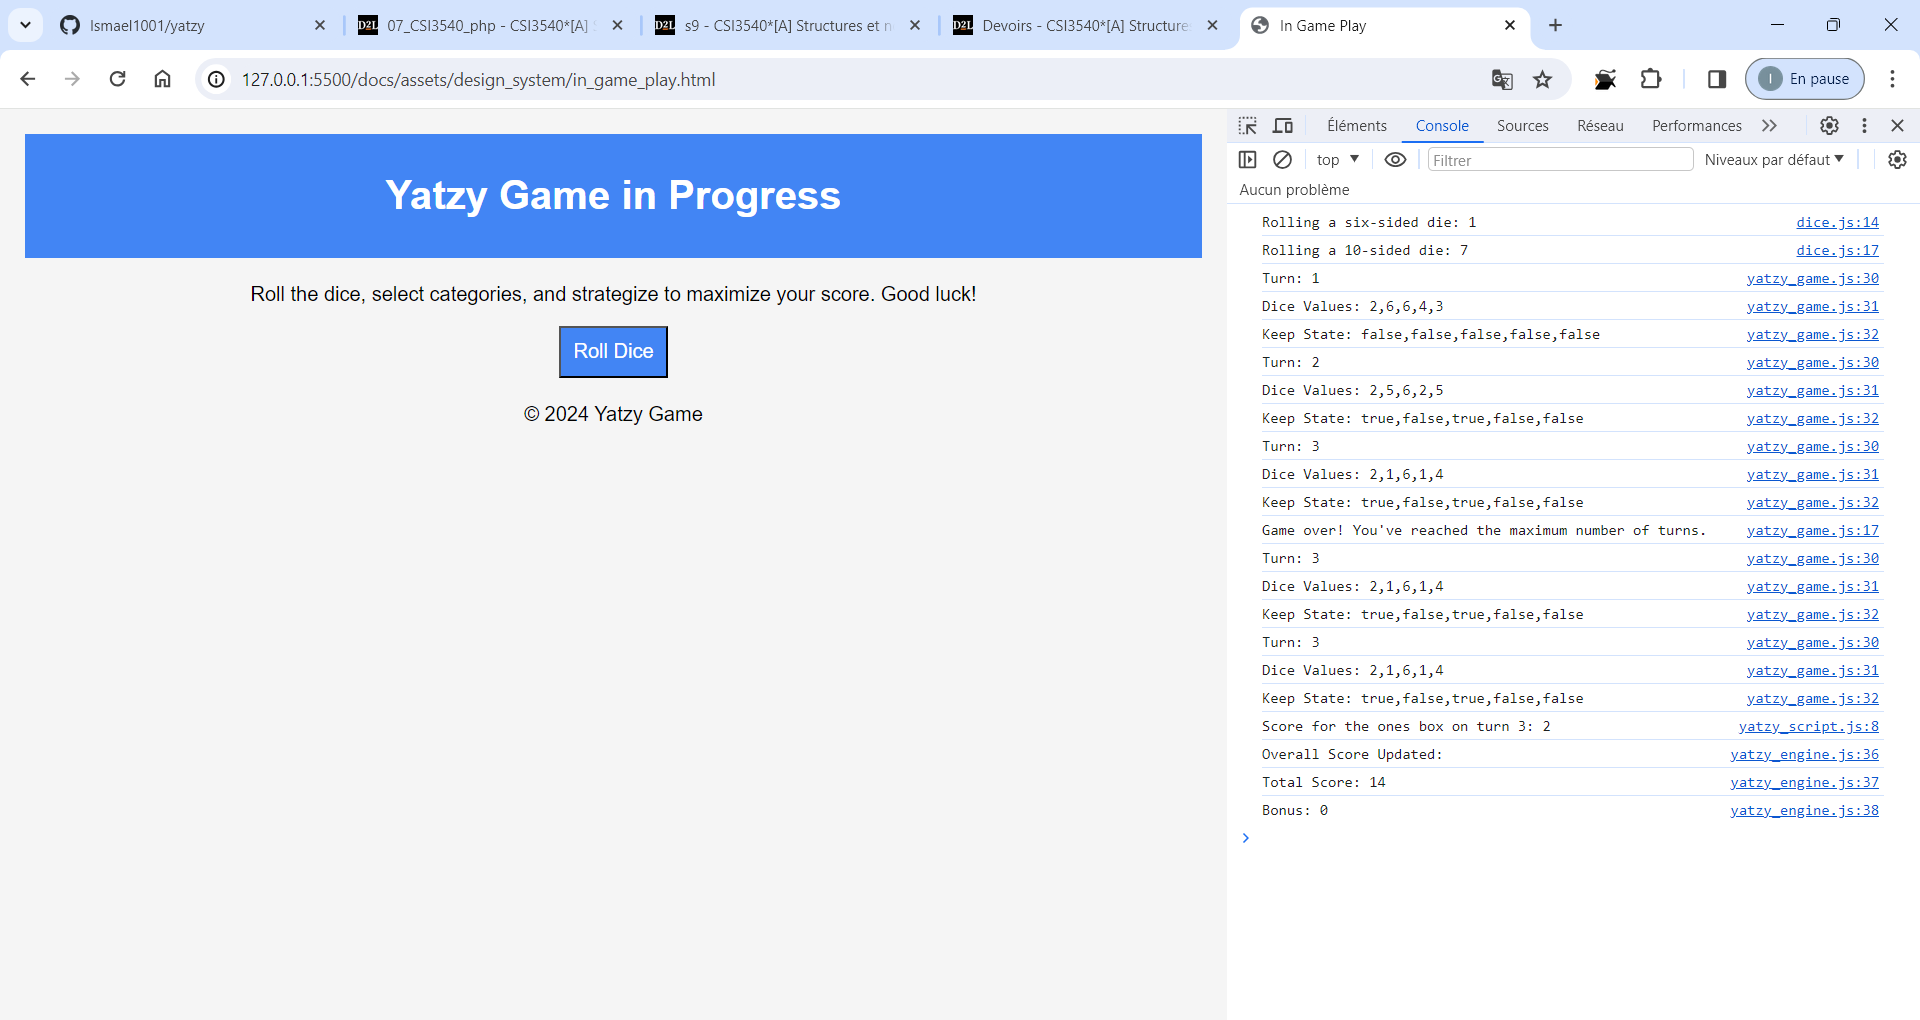 Ismael1001/yatzy
D2L 07_CSI3540_php - CSI3540*[A] S
D2L s9 - CSI3540*[A] Structures et n
D2L Devoirs - CSI3540*[A] Structure
In Game Play
127.0.0.1:5500/docs/assets/design_system/in_game_play.html
I En pause
Yatzy Game in Progress
Roll the dice, select categories, and strategize to maximize your score. Good luck!
Roll Dice
© 2024 Yatzy Game
Éléments Console Sources Réseau Performances
top Filtrer Niveaux par défaut
Aucun problème
Rolling a six-sided die: 1 dice.js:14
Rolling a 10-sided die: 7 dice.js:17
Turn: 1 yatzy_game.js:30
Dice Values: 2,6,6,4,3 yatzy_game.js:31
Keep State: false,false,false,false,false yatzy_game.js:32
Turn: 2 yatzy_game.js:30
Dice Values: 2,5,6,2,5 yatzy_game.js:31
Keep State: true,false,true,false,false yatzy_game.js:32
Turn: 3 yatzy_game.js:30
Dice Values: 2,1,6,1,4 yatzy_game.js:31
Keep State: true,false,true,false,false yatzy_game.js:32
Game over! You've reached the maximum number of turns. yatzy_game.js:17
Turn: 3 yatzy_game.js:30
Dice Values: 2,1,6,1,4 yatzy_game.js:31
Keep State: true,false,true,false,false yatzy_game.js:32
Turn: 3 yatzy_game.js:30
Dice Values: 2,1,6,1,4 yatzy_game.js:31
Keep State: true,false,true,false,false yatzy_game.js:32
Score for the ones box on turn 3: 2 yatzy_script.js:8
Overall Score Updated: yatzy_engine.js:36
Total Score: 14 yatzy_engine.js:37
Bonus: 0 yatzy_engine.js:38